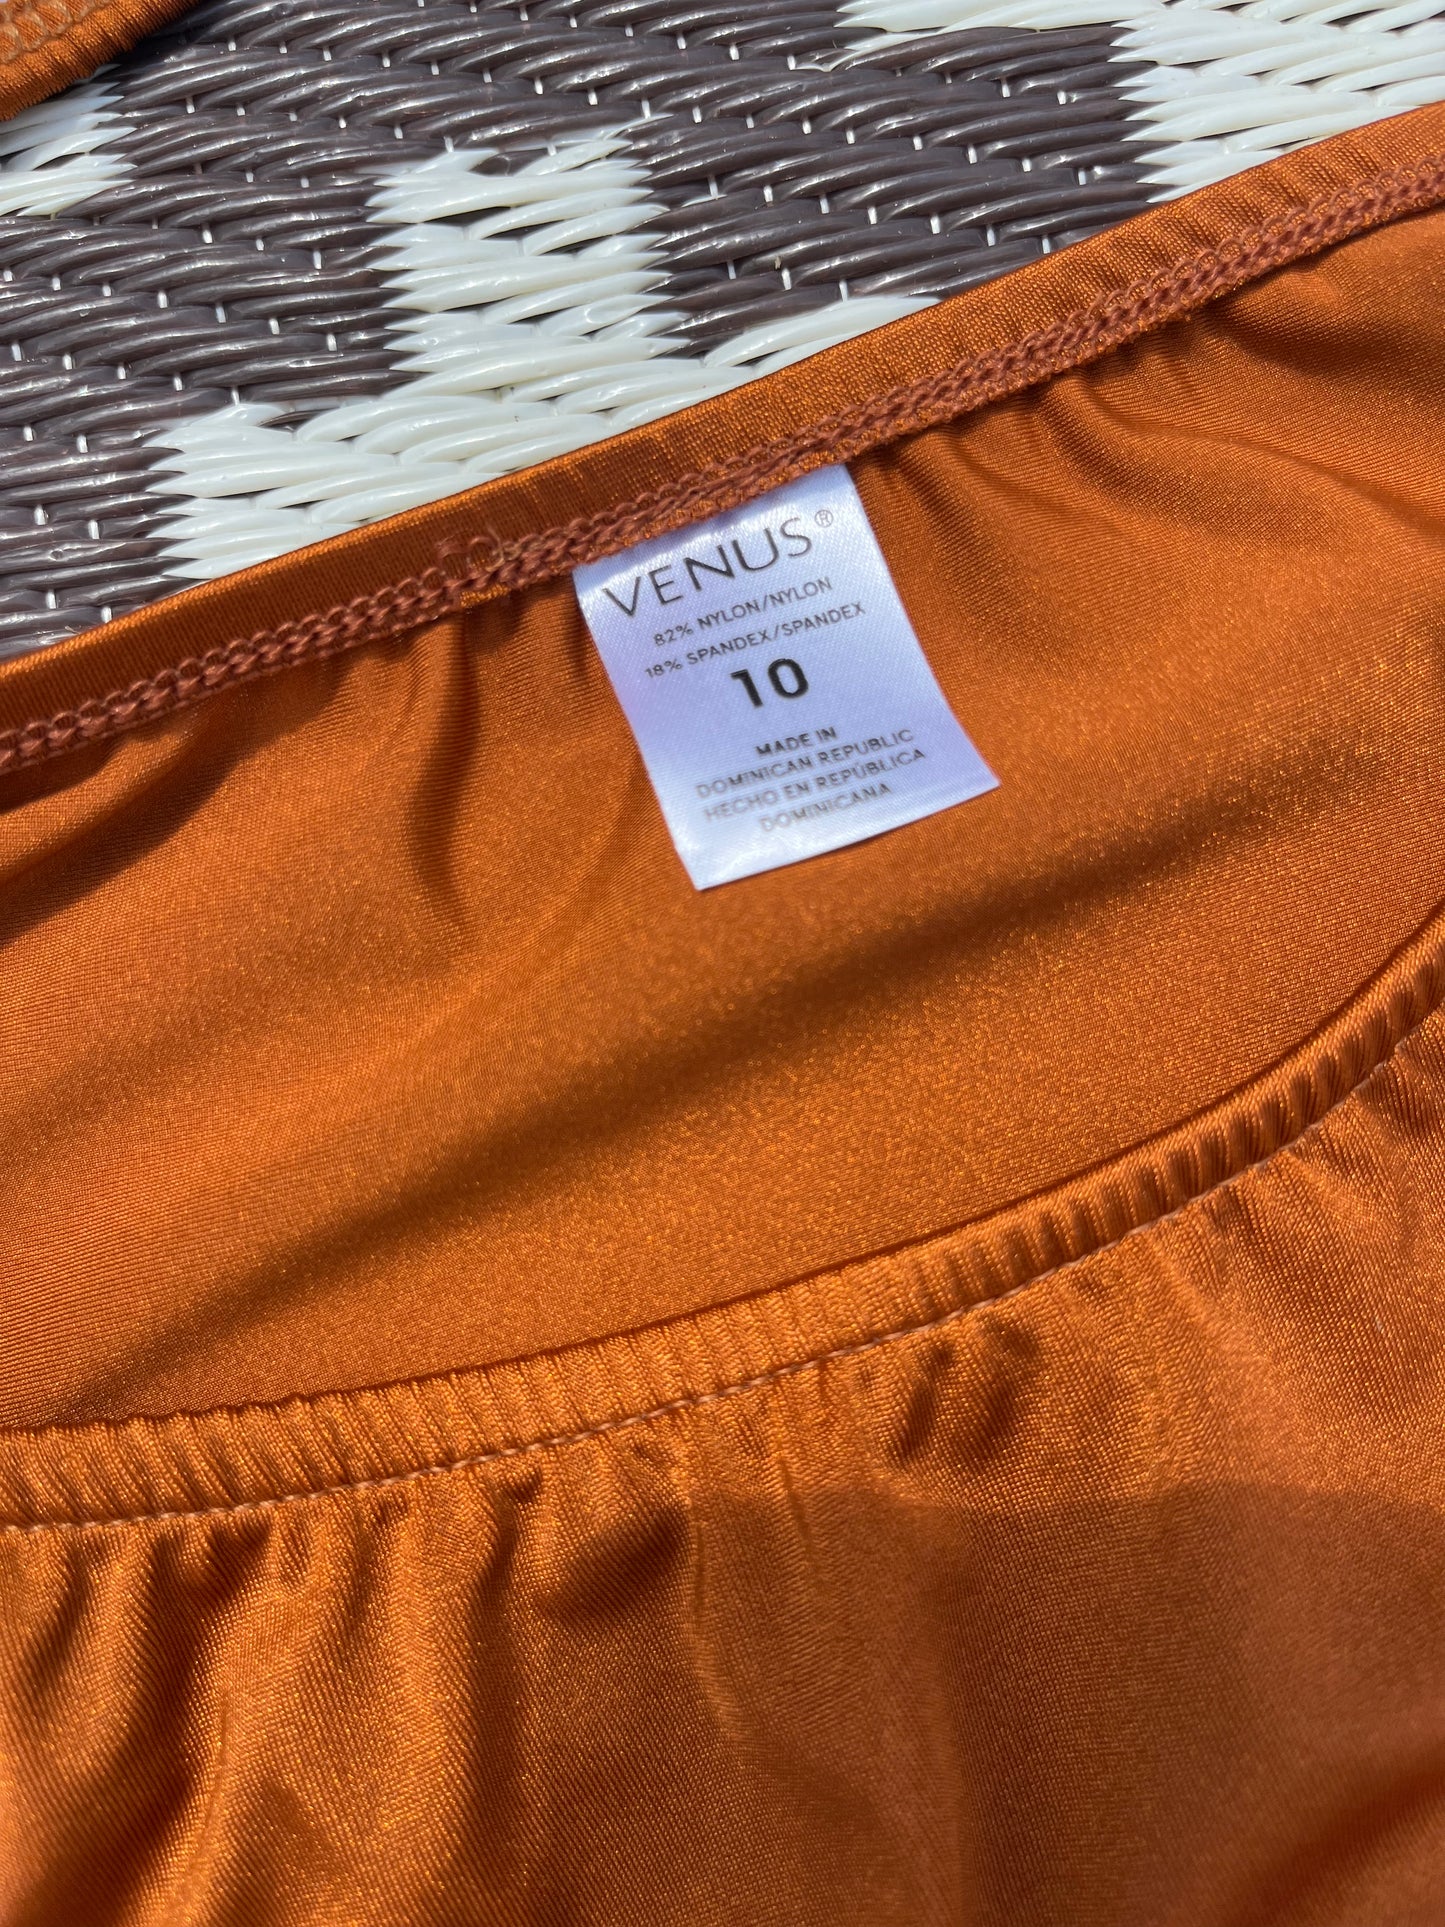 VENUS®
82% NYLON/NYLON
18% SPANDEX/SPANDEX
10
MADE IN
DOMINICAN REPUBLIC
HECHO EN REPÚBLICA
DOMINICANA